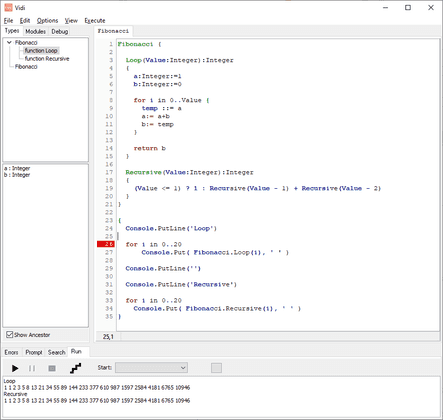 Vidi
File Edit Options View Execute
Types Modules Debug
Fibonacci
function Loop
function Recursive
Fibonacci
a : Integer
b : Integer
Show Ancestor
Fibonacci
1 Fibonacci {
2
3 Loop(Value:Integer):Integer
4 {
5 a:Integer:=1
6 b:Integer:=0
7
8 for i in 0..Value {
9 temp ::= a
10 a:= a+b
11 b:= temp
12 }
13
14 return b
15 }
16
17 Recursive(Value:Integer):Integer
18 {
19 (Value <= 1) ? 1 : Recursive(Value - 1) + Recursive(Value - 2)
20 }
21 }
22
23 {
24 Console.PutLine('Loop')
25
26 for i in 0..20
27 Console.Put( Fibonacci.Loop(i), ' ' )
28
29 Console.PutLine('')
30
31 Console.PutLine('Recursive')
32
33 for i in 0..20
34 Console.Put( Fibonacci.Recursive(i), ' ' )
35 }
25,1
Errors Prompt Search Run
Start:
Loop
1 1 2 3 5 8 13 21 34 55 89 144 233 377 610 987 1597 2584 4181 6765 10946
Recursive
1 1 2 3 5 8 13 21 34 55 89 144 233 377 610 987 1597 2584 4181 6765 10946